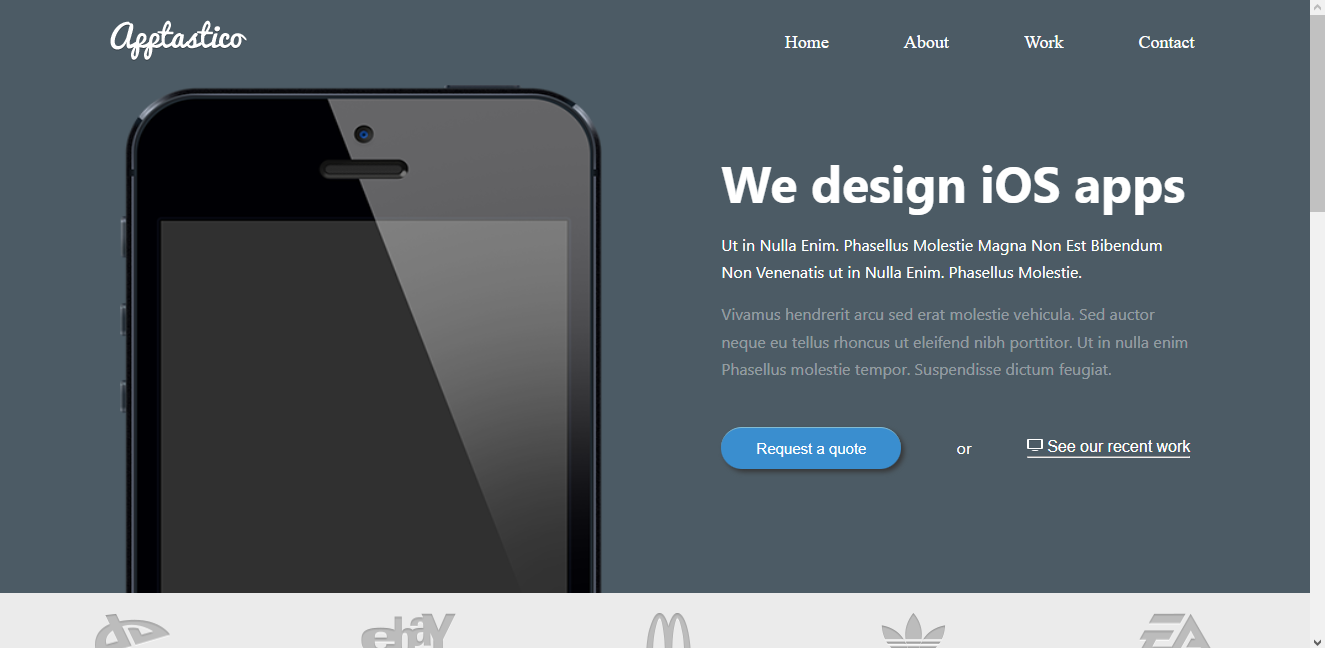 Apptastico
Home About Work Contact
We design iOS apps
Ut in Nulla Enim. Phasellus Molestie Magna Non Est Bibendum
Non Venenatis ut in Nulla Enim. Phasellus Molestie.
Vivamus hendrerit arcu sed erat molestie vehicula. Sed auctor
neque eu tellus rhoncus ut eleifend nibh porttitor. Ut in nulla enim
Phasellus molestie tempor. Suspendisse dictum feugiat.
Request a quote or See our recent work
ebaY EA